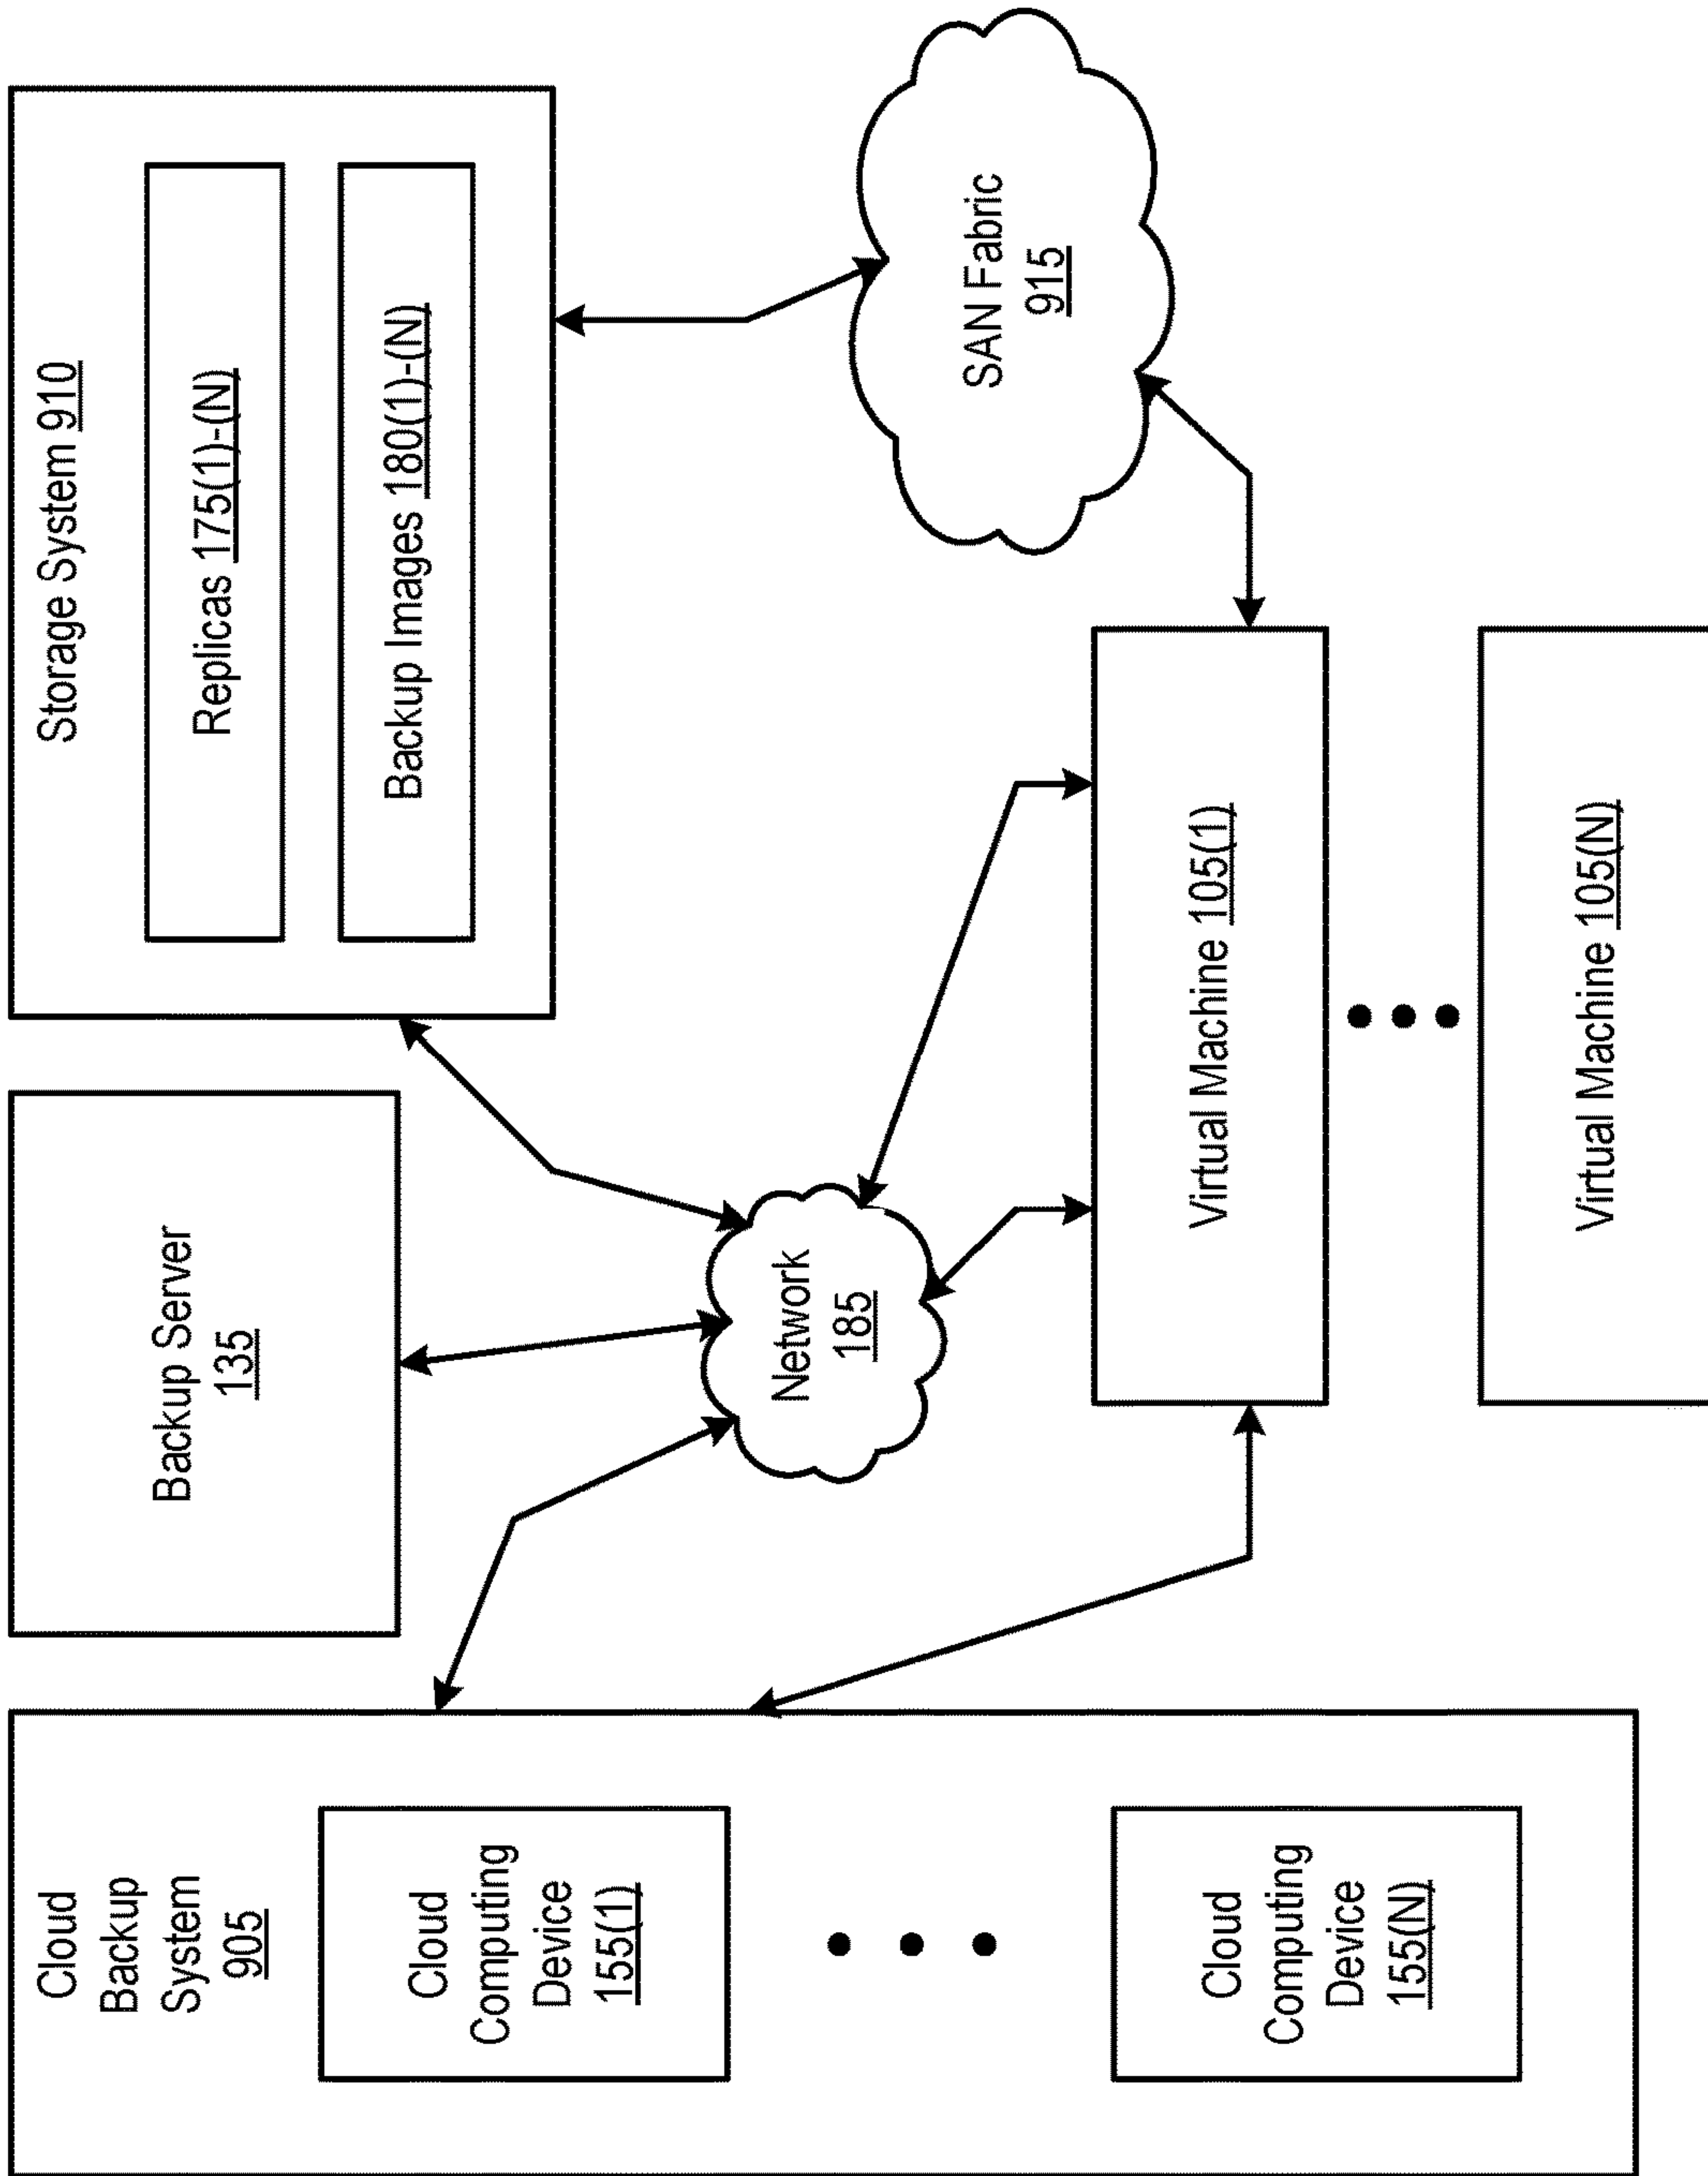 Cloud
Backup
System
905
Cloud
Computing
Device
155(1)
Cloud
Computing
Device
155(N)
Backup Server
135
Storage System 910
Replicas 175(1)-(N)
Backup Images 180(1)-(N)
Network
185
SAN Fabric
915
Virtual Machine 105(1)
Virtual Machine 105(N)